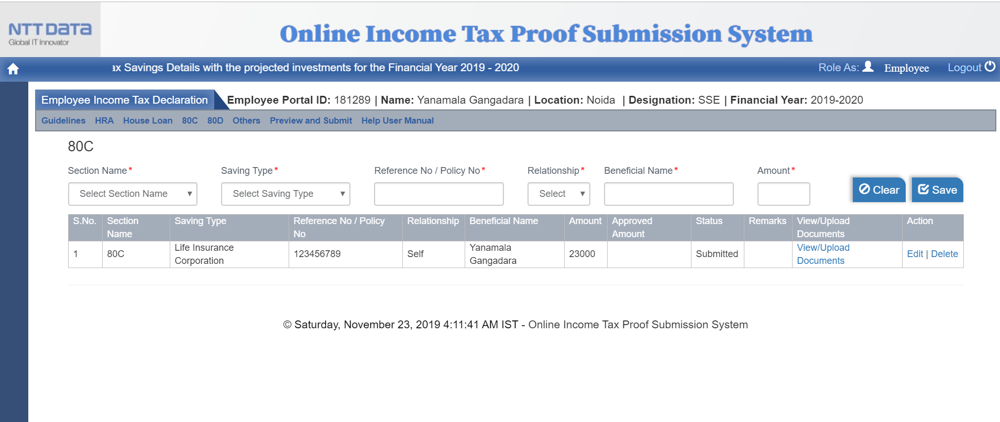 NTT DATA
Global IT Innovator
Online Income Tax Proof Submission System
ax Savings Details with the projected investments for the Financial Year 2019 - 2020
Role As: Employee Logout
Employee Income Tax Declaration Employee Portal ID: 181289 | Name: Yanamala Gangadara | Location: Noida | Designation: SSE | Financial Year: 2019-2020
Guidelines HRA House Loan 80C 80D Others Preview and Submit Help User Manual
80C
Section Name* Saving Type* Reference No / Policy No* Relationship* Beneficial Name* Amount*
Select Section Name Select Saving Type Select Clear Save
S.No. Section Saving Type Reference No / Policy Relationship Beneficial Name Amount Approved Status Remarks View/Upload Action
Name No Amount Documents
1 80C Life Insurance 123456789 Self Yanamala 23000 Submitted View/Upload Edit | Delete
Corporation Gangadara Documents
© Saturday, November 23, 2019 4:11:41 AM IST - Online Income Tax Proof Submission System